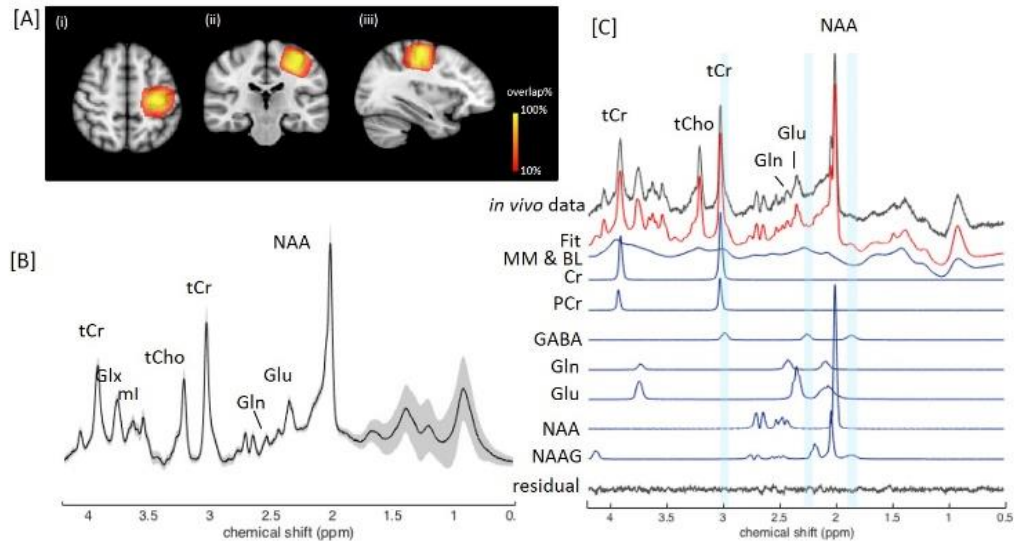 [A]
(i)
(ii)
(iii)
overlap%
100%
10%
[B]
tCr
Glx
mI
tCho
tCr
Gln
Glu
NAA
4 3.5 3 2.5 2 1.5 1 0.
chemical shift (ppm)
[C]
NAA
tCr
tCho
tCr
Gln
Glu
in vivo data
Fit
MM & BL
Cr
PCr
GABA
Gln
Glu
NAA
NAAG
residual
4 3.5 3 2.5 2 1.5 1 0.5
chemical shift (ppm)